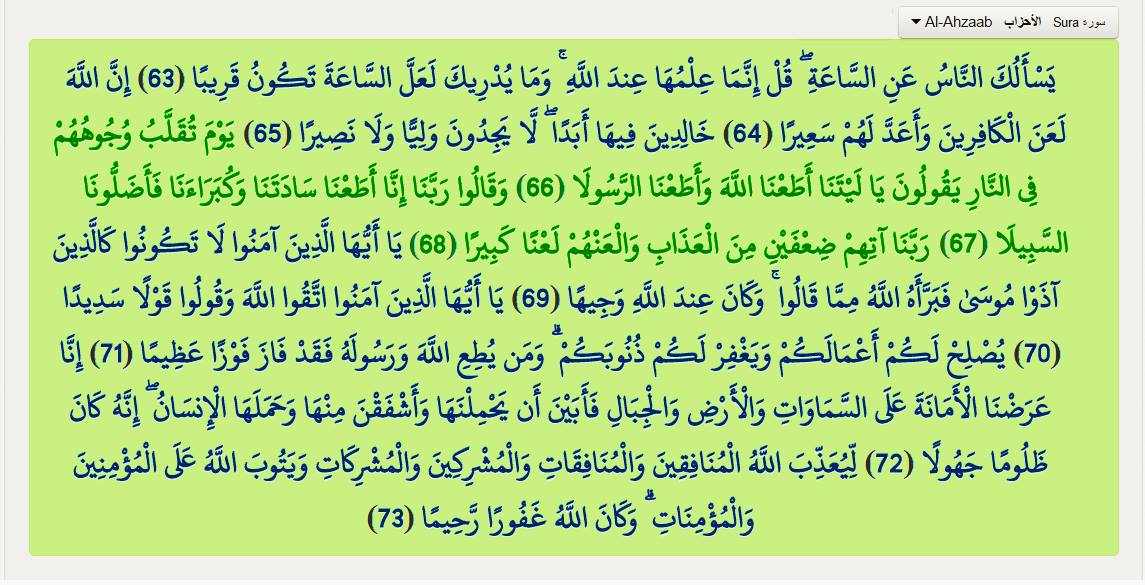 سورة Sura الأحزاب Al-Ahzaab
يَسْأَلُكَ النَّاسُ عَنِ السَّاعَةِ ۖ قُلْ إِنَّمَا عِلْمُهَا عِندَ اللَّهِ ۚ وَمَا يُدْرِيكَ لَعَلَّ السَّاعَةَ تَكُونُ قَرِيبًا (63) إِنَّ اللَّهَ
لَعَنَ الْكَافِرِينَ وَأَعَدَّ لَهُمْ سَعِيرًا (64) خَالِدِينَ فِيهَا أَبَدًا ۖ لَّا يَجِدُونَ وَلِيًّا وَلَا نَصِيرًا (65) يَوْمَ تُقَلَّبُ وُجُوهُهُمْ
فِي النَّارِ يَقُولُونَ يَا لَيْتَنَا أَطَعْنَا اللَّهَ وَأَطَعْنَا الرَّسُولَا (66) وَقَالُوا رَبَّنَا إِنَّا أَطَعْنَا سَادَتَنَا وَكُبَرَاءَنَا فَأَضَلُّونَا
السَّبِيلَا (67) رَبَّنَا آتِهِمْ ضِعْفَيْنِ مِنَ الْعَذَابِ وَالْعَنْهُمْ لَعْنًا كَبِيرًا (68) يَا أَيُّهَا الَّذِينَ آمَنُوا لَا تَكُونُوا كَالَّذِينَ
آذَوْا مُوسَىٰ فَبَرَّأَهُ اللَّهُ مِمَّا قَالُوا ۚ وَكَانَ عِندَ اللَّهِ وَجِيهًا (69) يَا أَيُّهَا الَّذِينَ آمَنُوا اتَّقُوا اللَّهَ وَقُولُوا قَوْلًا سَدِيدًا
(70) يُصْلِحْ لَكُمْ أَعْمَالَكُمْ وَيَغْفِرْ لَكُمْ ذُنُوبَكُمْ ۗ وَمَن يُطِعِ اللَّهَ وَرَسُولَهُ فَقَدْ فَازَ فَوْزًا عَظِيمًا (71) إِنَّا
عَرَضْنَا الْأَمَانَةَ عَلَى السَّمَاوَاتِ وَالْأَرْضِ وَالْجِبَالِ فَأَبَيْنَ أَن يَحْمِلْنَهَا وَأَشْفَقْنَ مِنْهَا وَحَمَلَهَا الْإِنسَانُ ۖ إِنَّهُ كَانَ
ظَلُومًا جَهُولًا (72) لِّيُعَذِّبَ اللَّهُ الْمُنَافِقِينَ وَالْمُنَافِقَاتِ وَالْمُشْرِكِينَ وَالْمُشْرِكَاتِ وَيَتُوبَ اللَّهُ عَلَى الْمُؤْمِنِينَ
وَالْمُؤْمِنَاتِ ۗ وَكَانَ اللَّهُ غَفُورًا رَّحِيمًا (73)